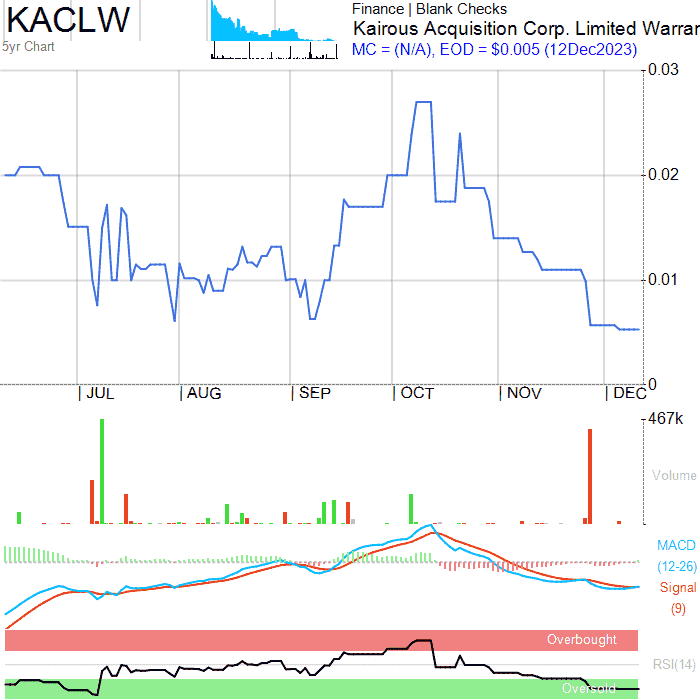 KACLW
5yr Chart
Finance | Blank Checks
Kairous Acquisition Corp. Limited Warran
MC = (N/A), EOD = $0.005 (12Dec2023)
0.03
0.02
0.01
0
| JUL | AUG | SEP | OCT | NOV | DEC
467k
Volume
MACD
(12-26)
Signal
(9)
Overbought
RSI(14)
Oversold